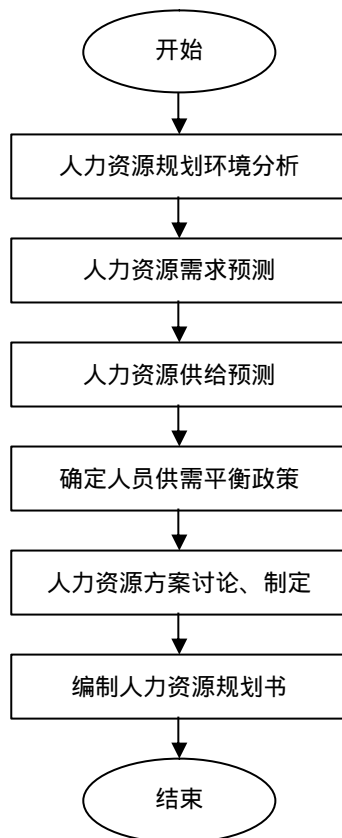 开始
人力资源规划环境分析
人力资源需求预测
人力资源供给预测
确定人员供需平衡政策
人力资源方案讨论、制定
编制人力资源规划书
结束